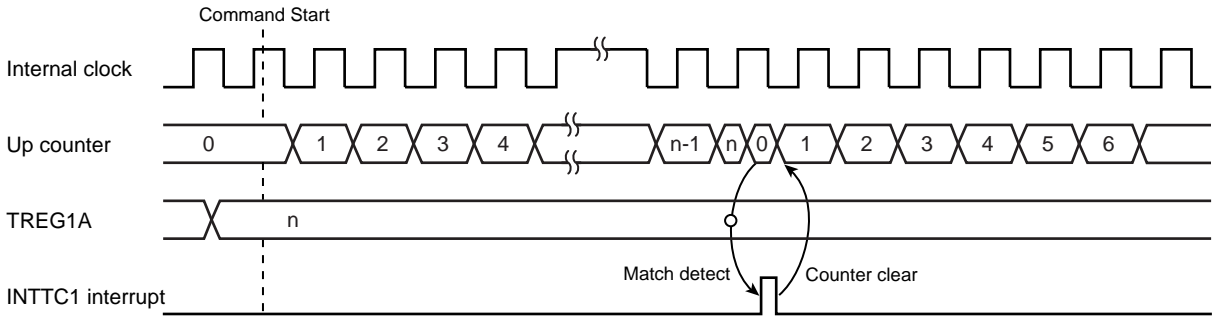 Command Start
Internal clock
Up counter 0 1 2 3 4 n-1 n 0 1 2 3 4 5 6
TREG1A n
Match detect Counter clear
INTTC1 interrupt